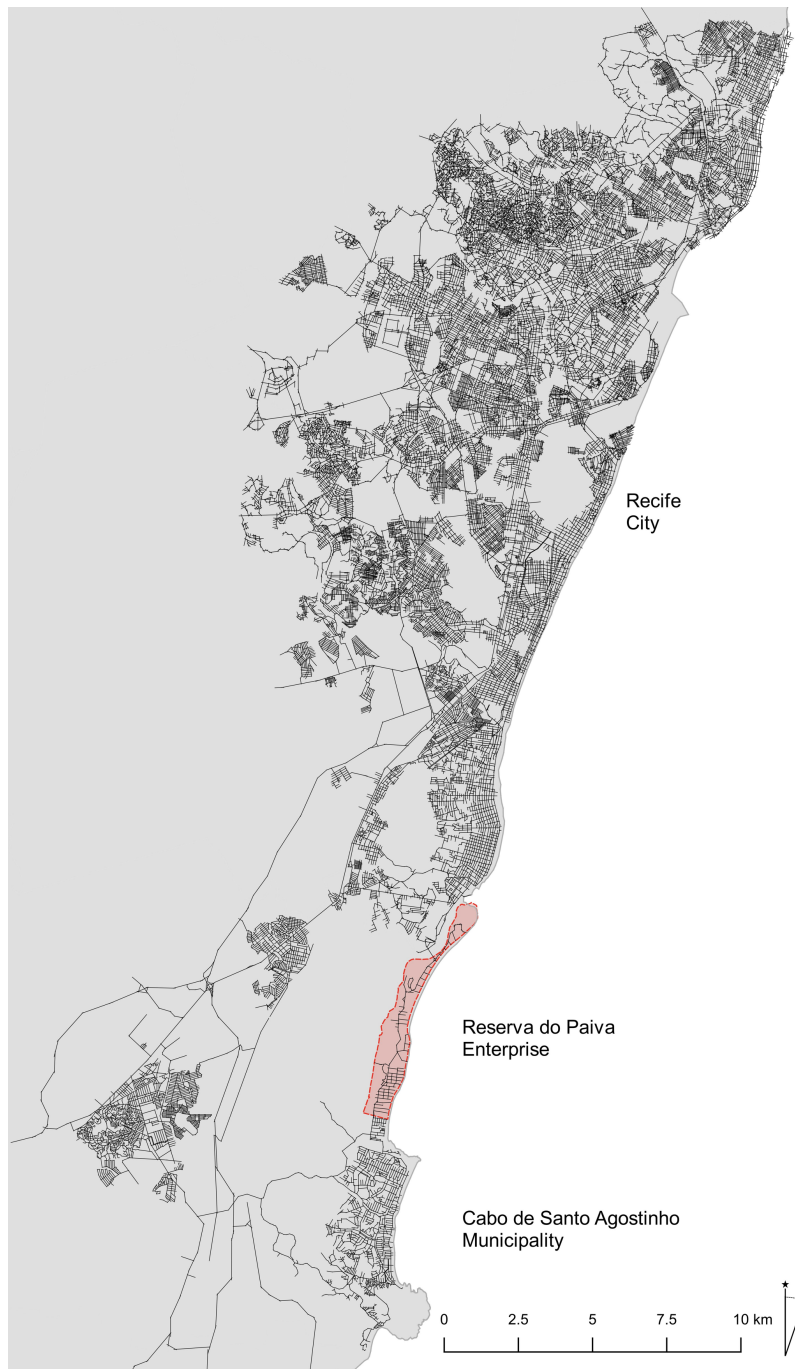 Recife
City
Reserva do Paiva
Enterprise
Cabo de Santo Agostinho
Municipality
0 2.5 5 7.5 10 km